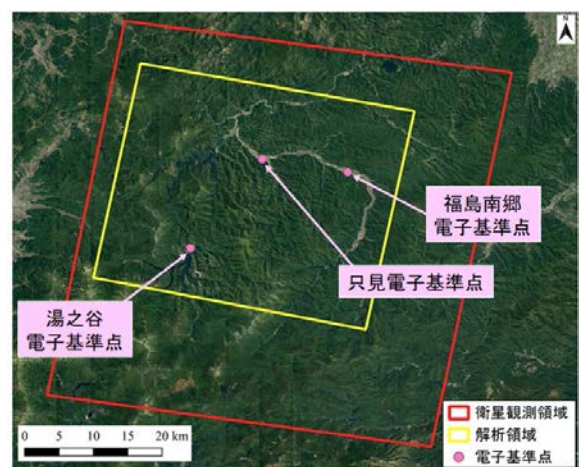 N
福島南郷
電子基準点
只見電子基準点
湯之谷
電子基準点
0 5 10 15 20 km
衛星観測領域
解析領域
電子基準点